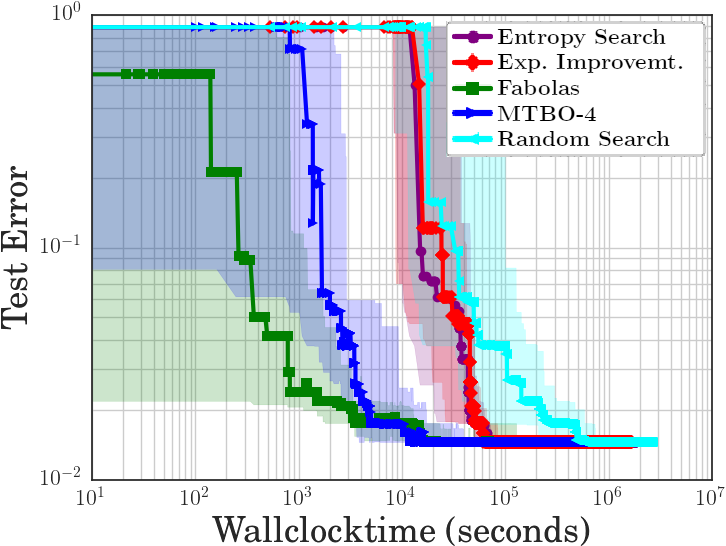 10^0
Entropy Search
Exp. Improvemt.
Fabolas
MTBO-4
Random Search
Test Error
10^-1
10^-2
10^1 10^2 10^3 10^4 10^5 10^6 10^7
Wallclocktime (seconds)